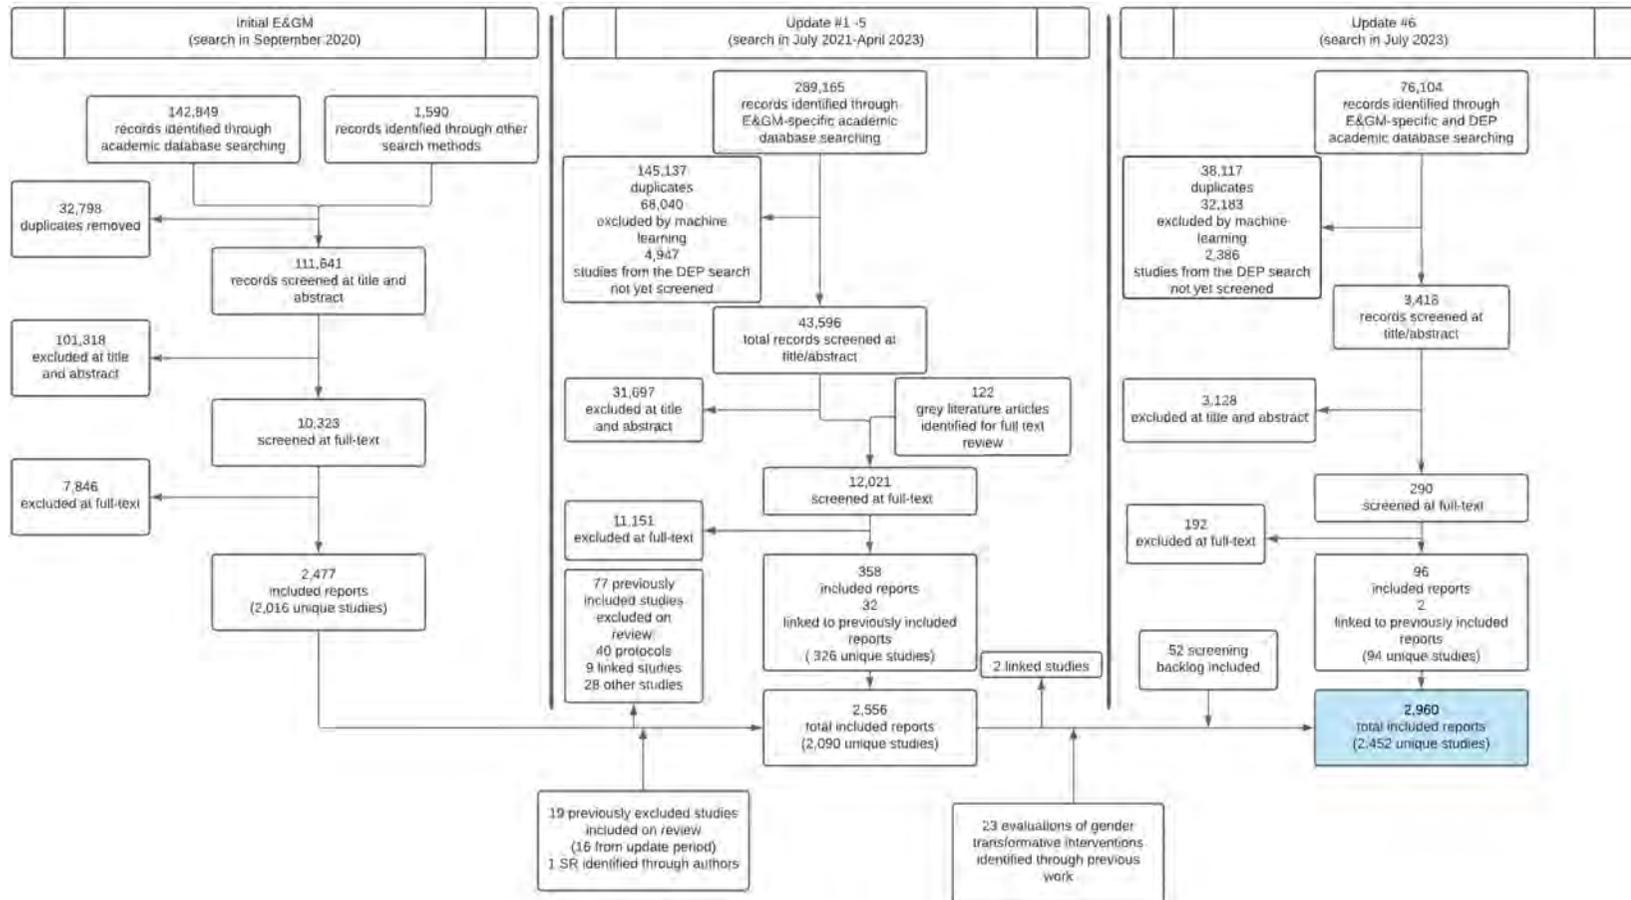 Initial E&GM
(search in September 2020)
142,849
records identified through
academic database searching
1,590
records identified through other
search methods
32,798
duplicates removed
111,641
records screened at title and
abstract
101,318
excluded at title
and abstract
10,323
screened at full-text
7,846
excluded at full-text
2,477
included reports
(2,016 unique studies)
Update #1 -5
(search in July 2021-April 2023)
289,165
records identified through
E&GM-specific academic
database searching
145,137
duplicates
68,040
excluded by machine
learning
4,947
studies from the DEP search
not yet screened
43,596
total records screened at
title/abstract
31,697
excluded at title
and abstract
122
grey literature articles
identified for full text
review
12,021
screened at full-text
11,151
excluded at full-text
77 previously
included studies
excluded on
review
40 protocols
9 linked studies
28 other studies
358
included reports
32
linked to previously included
reports
( 326 unique studies)
2 linked studies
2,556
total included reports
(2,090 unique studies)
19 previously excluded studies
included on review
(16 from update period)
1 SR identified through authors
Update #6
(search in July 2023)
76,104
records identified through
E&GM-specific and DEP
academic database searching
38,117
duplicates
32,183
excluded by machine
learning
2,386
studies from the DEP search
not yet screened
3,418
records screened at
title/abstract
3,128
excluded at title and abstract
290
screened at full-text
192
excluded at full-text
96
included reports
2
linked to previously included
reports
(94 unique studies)
52 screening
backlog included
2,960
total included reports
(2,452 unique studies)
23 evaluations of gender
transformative interventions
identified through previous
work